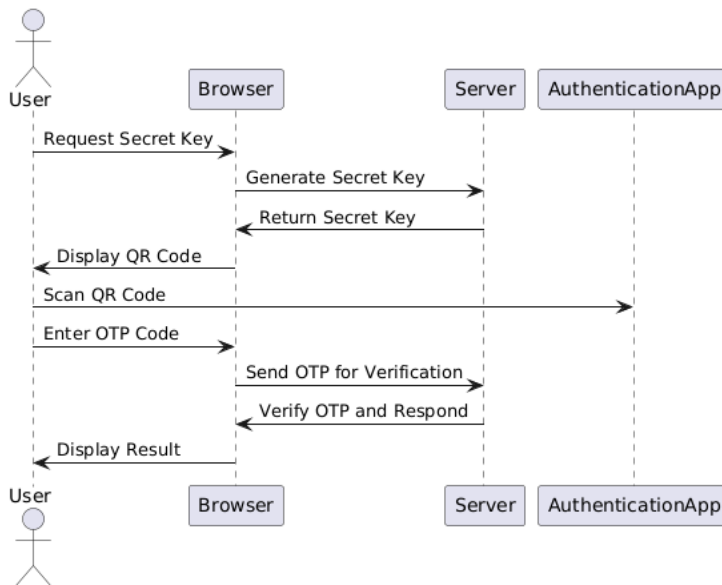 User
Browser
Server
AuthenticationApp
Request Secret Key
Generate Secret Key
Return Secret Key
Display QR Code
Scan QR Code
Enter OTP Code
Send OTP for Verification
Verify OTP and Respond
Display Result
User
Browser
Server
AuthenticationApp